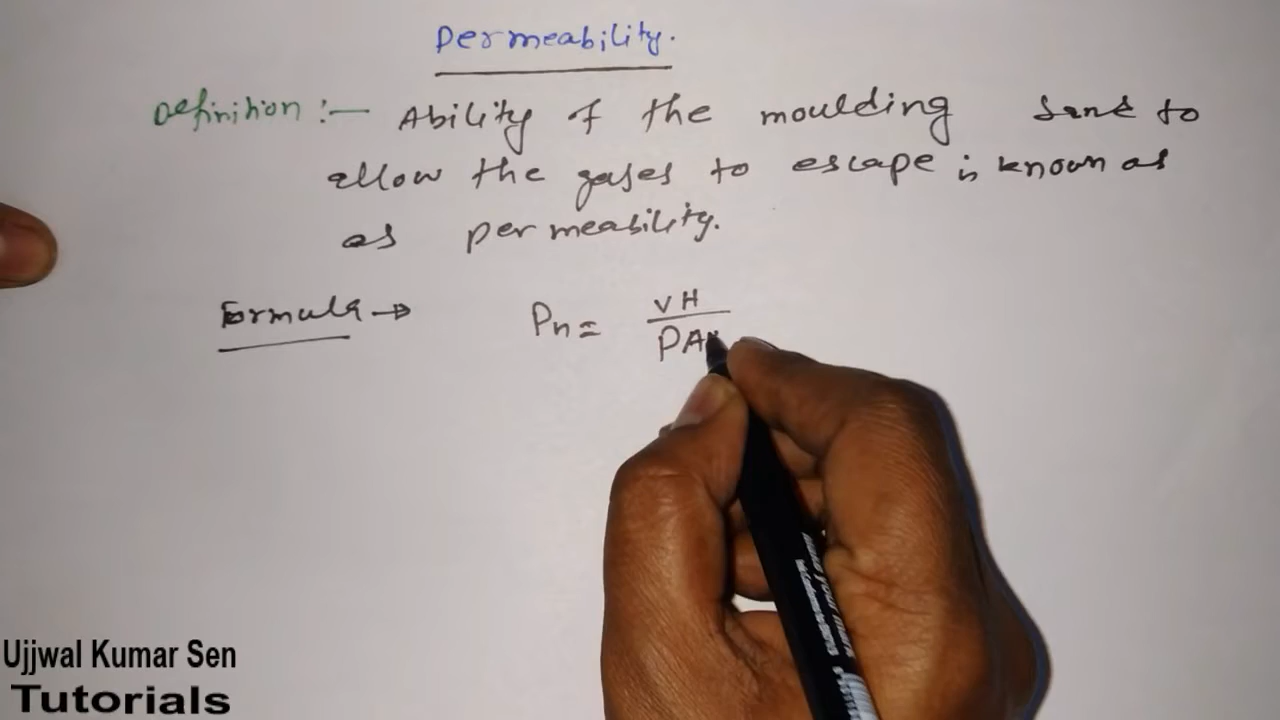 Permeability.
Definition :- Ability of the moulding sand to
allow the gases to escape is known as
as permeability.
Formula → Pn = VH
PA
Ujjwal Kumar Sen
Tutorials